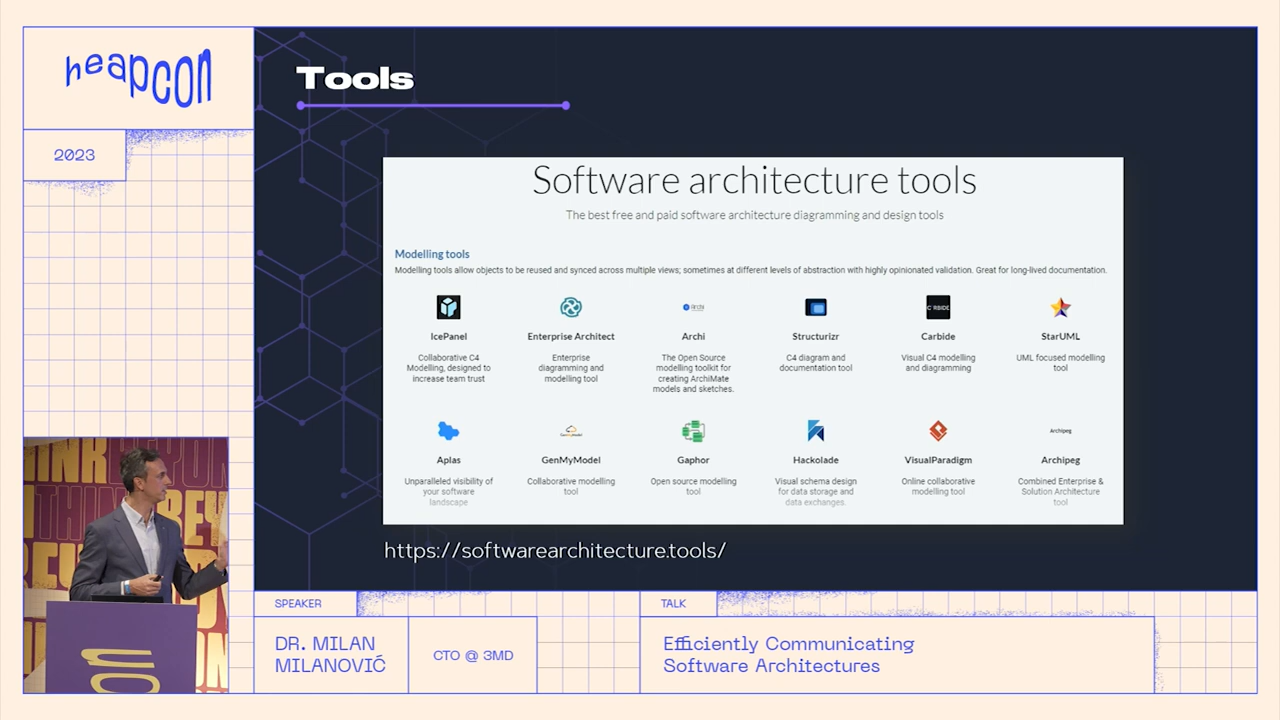 heapcon
2023
Tools
Software architecture tools
The best free and paid software architecture diagramming and design tools
Modelling tools
Modelling tools allow objects to be reused and synced across multiple views; sometimes at different levels of abstraction with highly opinionated validation. Great for long-lived documentation.
IcePanel
Collaborative C4
Modelling, designed to
increase team trust
Enterprise Architect
Enterprise
diagramming and
modelling tool
Archi
Archi
The Open Source
modelling toolkit for
creating ArchiMate
models and sketches.
Structurizr
C4 diagram and
documentation tool
C RBIDE
Carbide
Visual C4 modelling
and diagramming
StarUML
UML focused modelling
tool
Aplas
Unparalleled visibility of
your software
landscape
GenMyModel
GenMyModel
Collaborative modelling
tool
Gaphor
Open source modelling
tool
Hackolade
Visual schema design
for data storage and
data exchanges.
VisualParadigm
Online collaborative
modelling tool
Archipeg
Archipeg
Combined Enterprise &
Solution Architecture
tool
https://softwarearchitecture.tools/
SPEAKER
DR. MILAN
MILANOVIĆ
CTO @ 3MD
TALK
Efficiently Communicating
Software Architectures